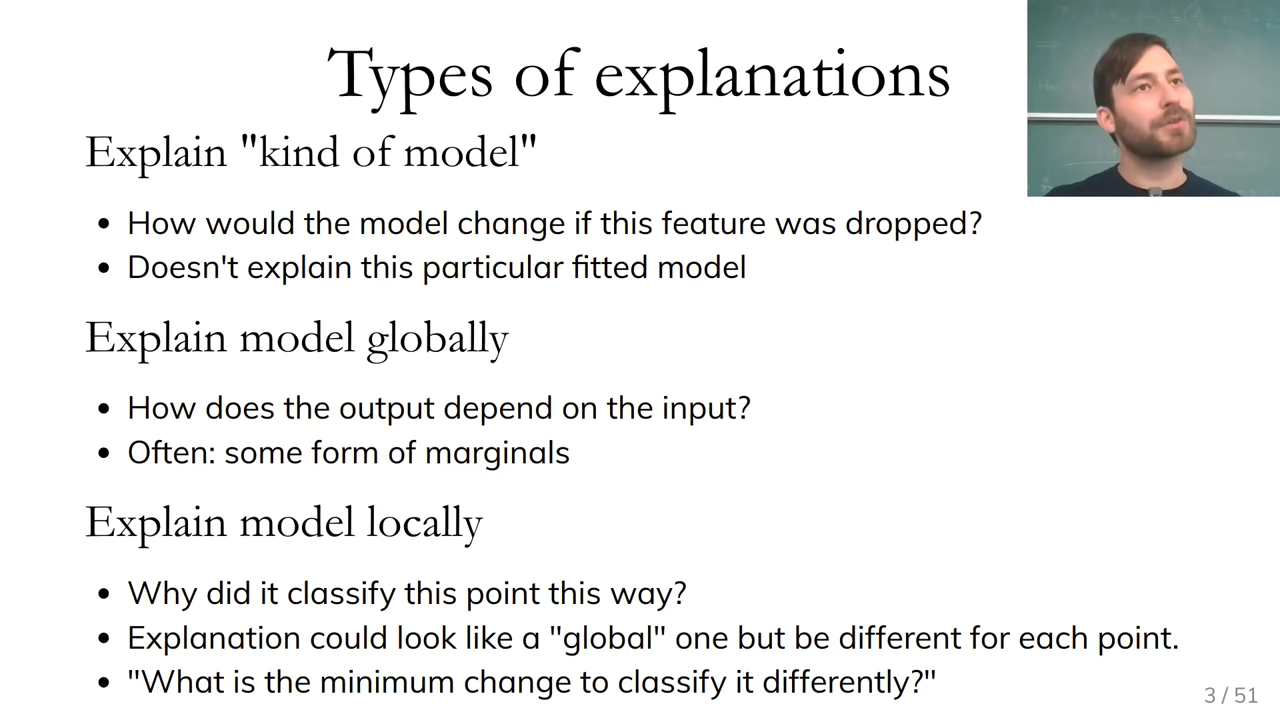 Types of explanations
Explain "kind of model"
• How would the model change if this feature was dropped?
• Doesn't explain this particular fitted model
Explain model globally
• How does the output depend on the input?
• Often: some form of marginals
Explain model locally
• Why did it classify this point this way?
• Explanation could look like a "global" one but be different for each point.
• "What is the minimum change to classify it differently?"
3 / 51